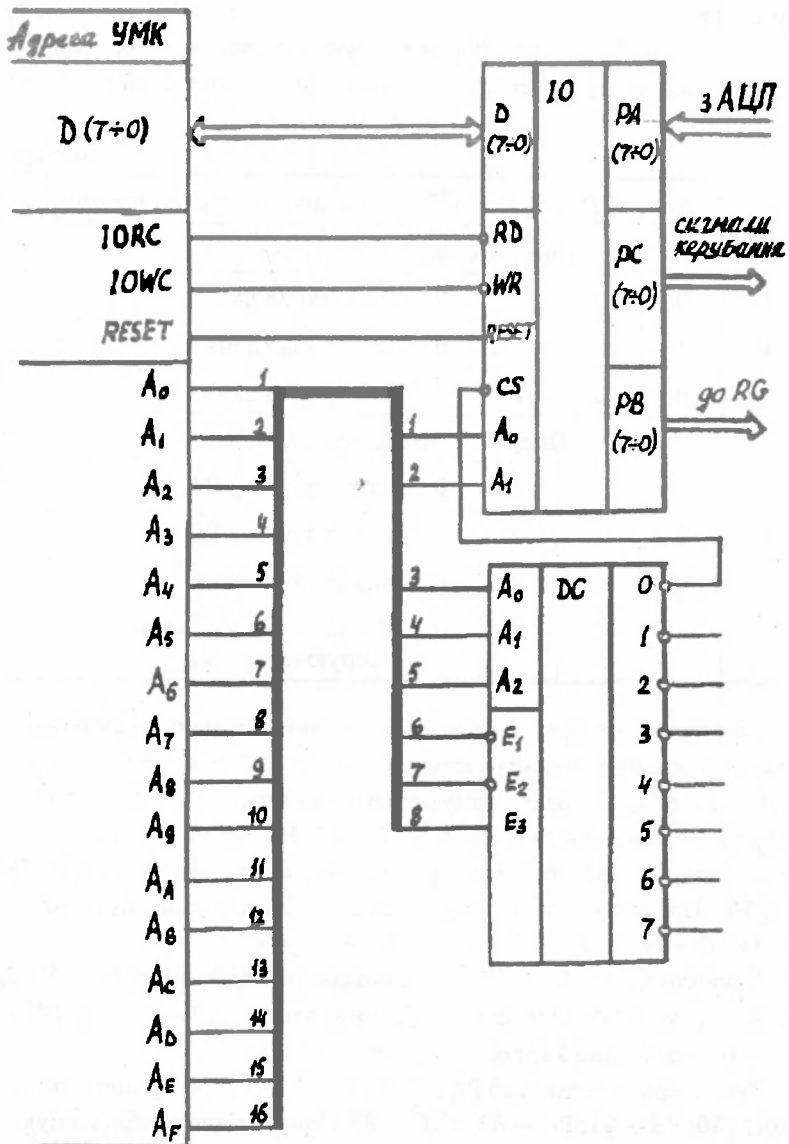 Адреса УМК
D (7÷0)
IORC
IOWC
RESET
A0 1
A1 2
A2 3
A3 4
A4 5
A5 6
A6 7
A7 8
A8 9
A9 10
AA 11
AB 12
AC 13
AD 14
AE 15
AF 16
D
(7÷0)
IO
PA
(7÷0)
з АЦП
RD
WR
RESET
CS
1 A0
2 A1
PC
(7÷0)
сигнали
керування
PB
(7÷0)
до RG
3 A0
4 A1
5 A2
6 E1
7 E2
8 E3
DC
0
1
2
3
4
5
6
7